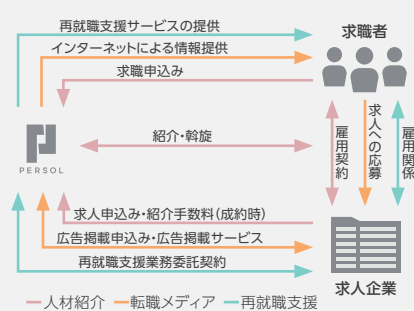 再就職支援サービスの提供
求職者
インターネットによる情報提供
求職申込み
紹介・斡旋
PERSOL
雇用契約
求人への応募
雇用関係
求人申込み・紹介手数料(成約時)
広告掲載申込み・広告掲載サービス
再就職支援業務委託契約
求人企業
人材紹介 転職メディア 再就職支援